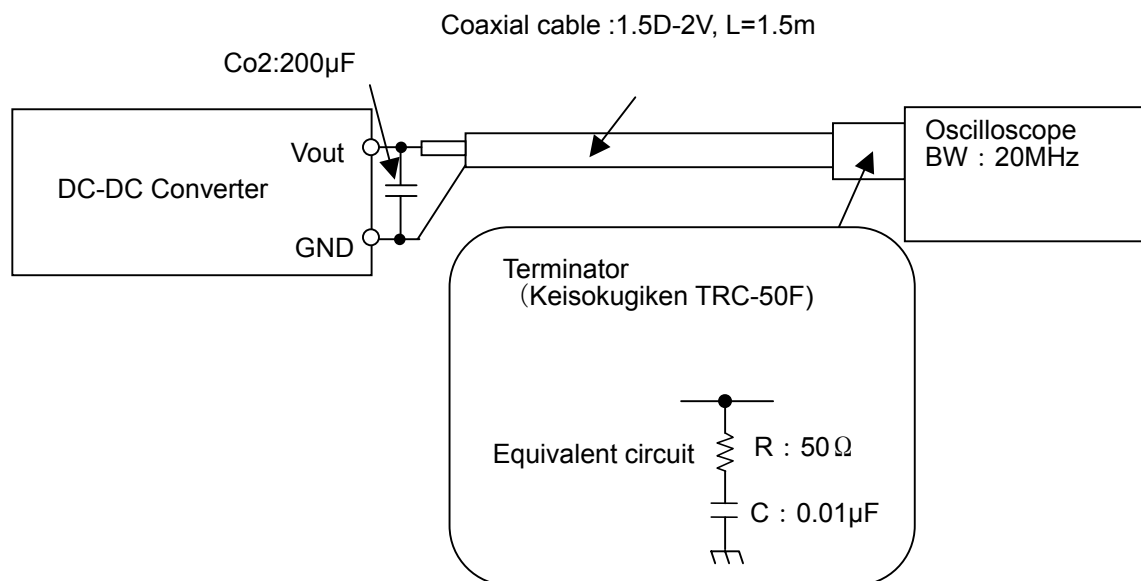 Coaxial cable :1.5D-2V, L=1.5m
Co2:200µF
Vout
DC-DC Converter
GND
Oscilloscope
BW：20MHz
Terminator
（Keisokugiken TRC-50F)
Equivalent circuit
R：50Ω
C：0.01µF